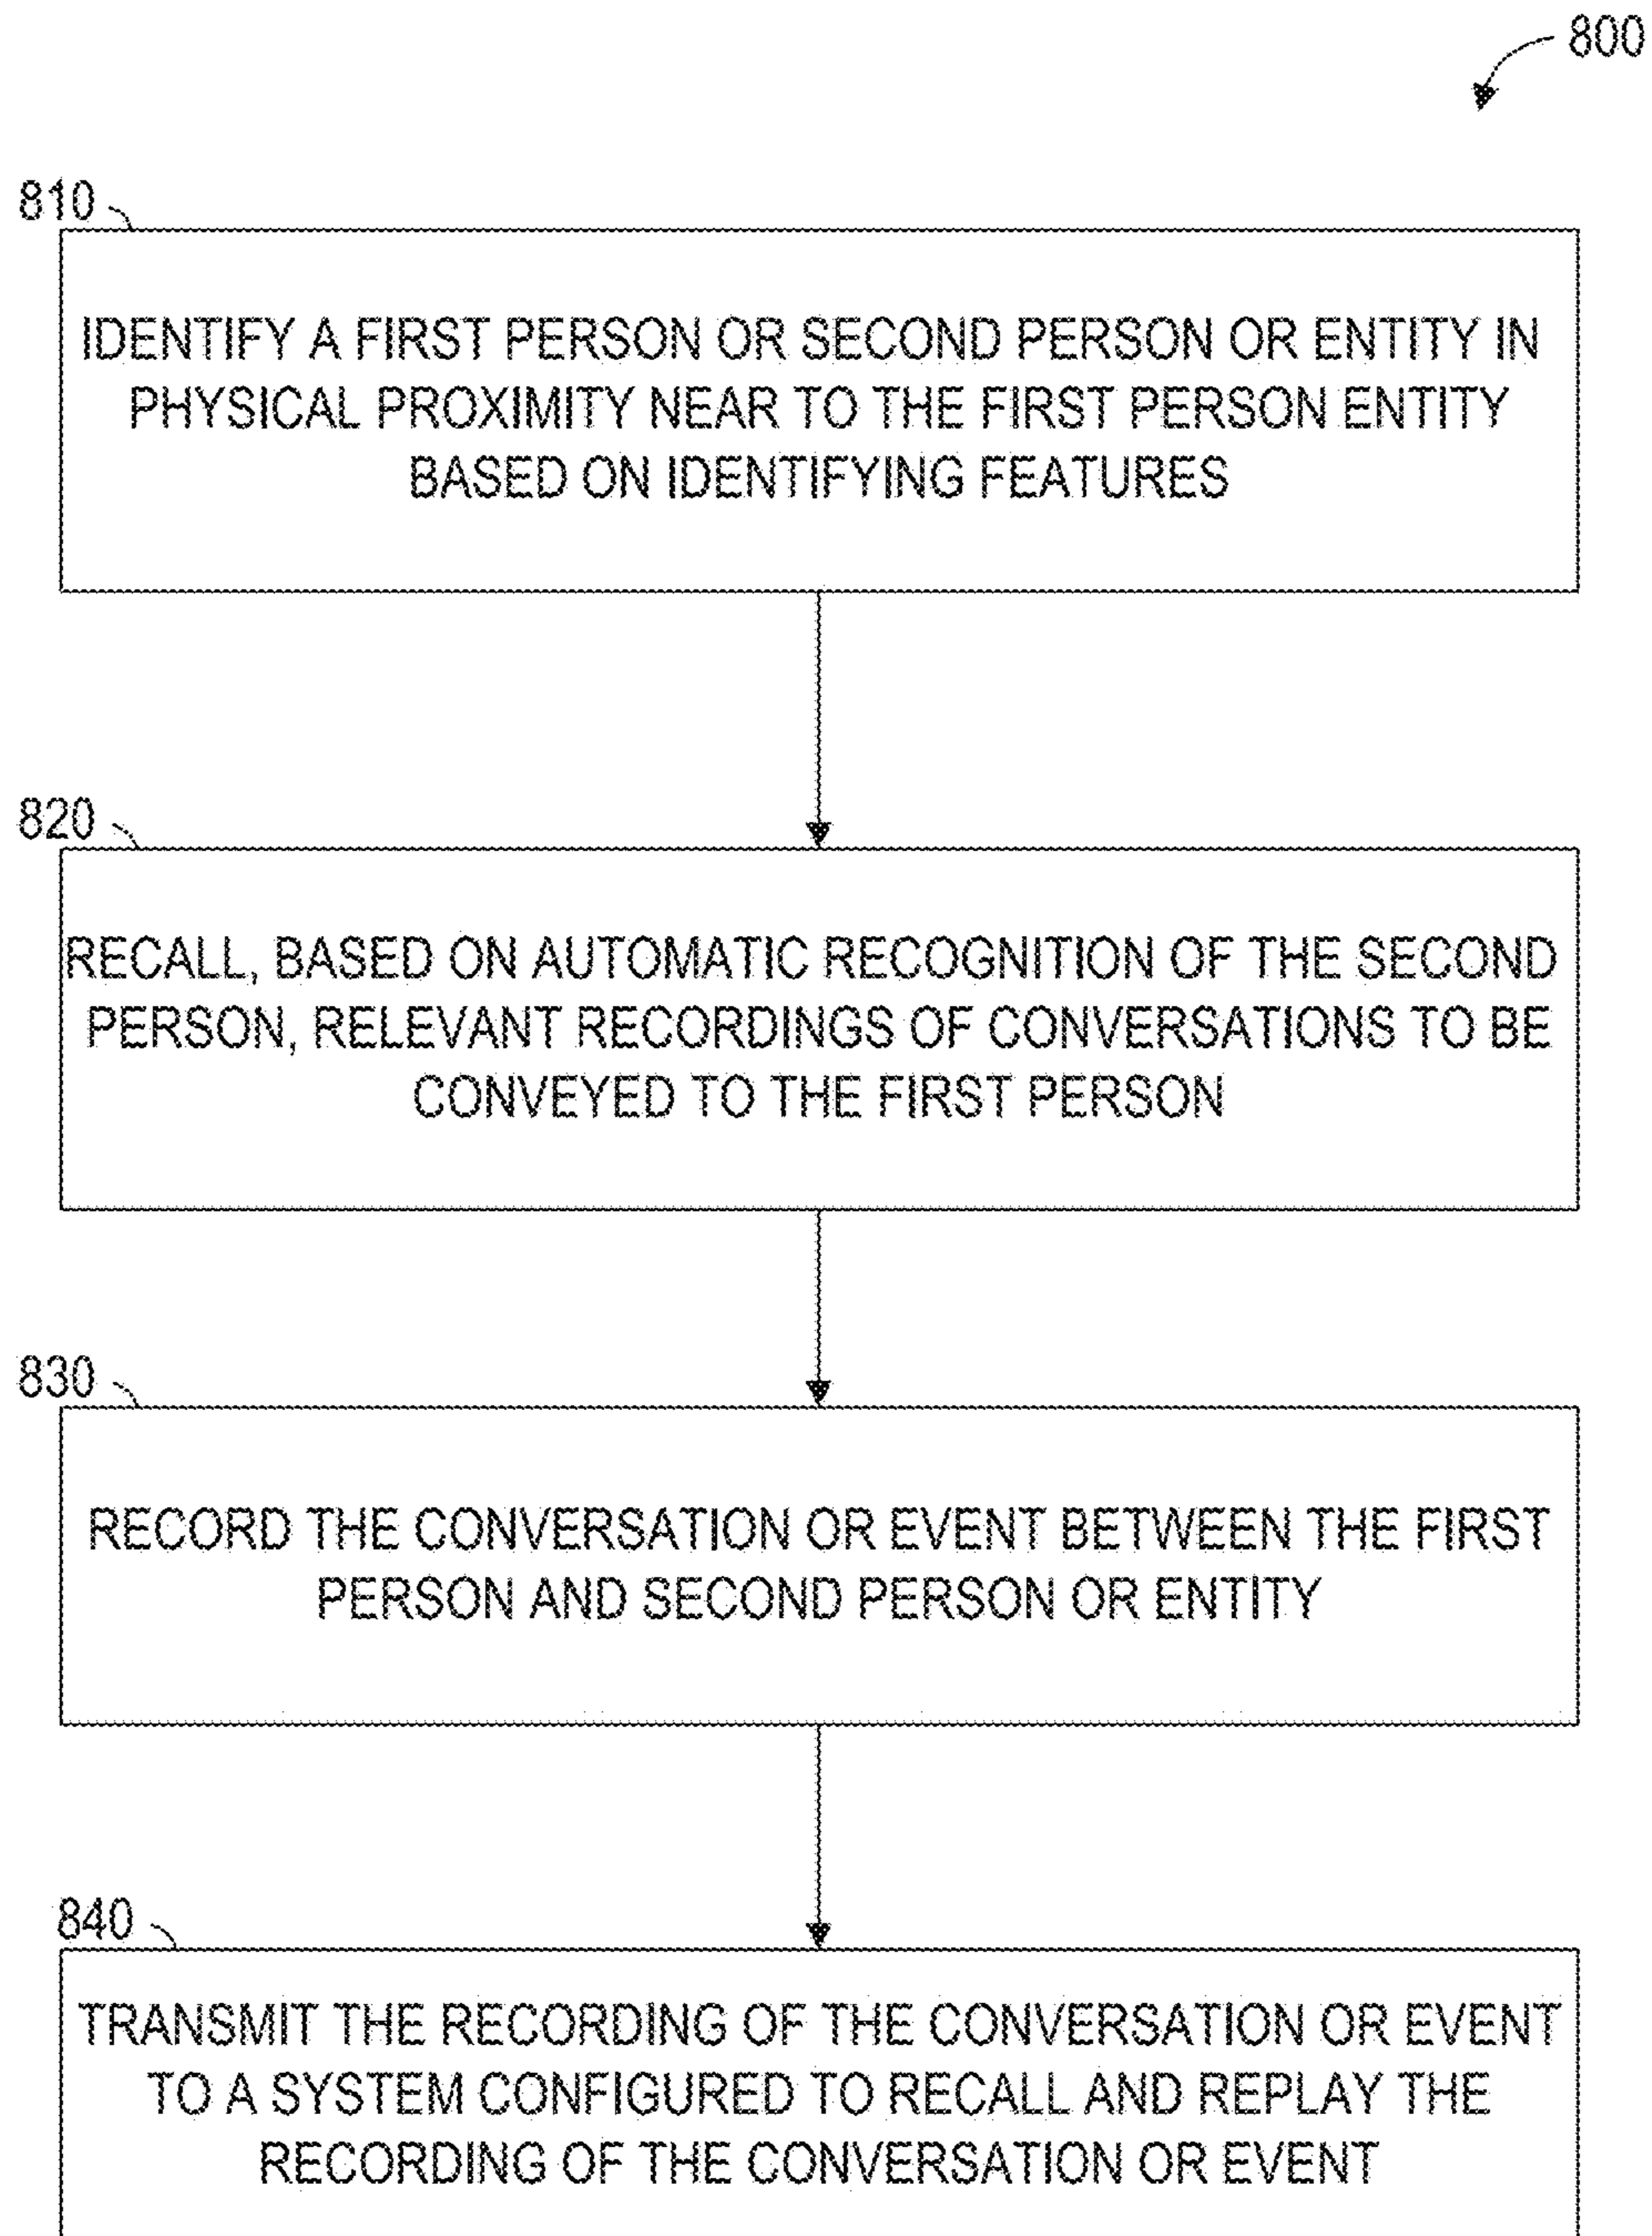 800
810
IDENTIFY A FIRST PERSON OR SECOND PERSON OR ENTITY IN
PHYSICAL PROXIMITY NEAR TO THE FIRST PERSON ENTITY
BASED ON IDENTIFYING FEATURES
820
RECALL, BASED ON AUTOMATIC RECOGNITION OF THE SECOND
PERSON, RELEVANT RECORDINGS OF CONVERSATIONS TO BE
CONVEYED TO THE FIRST PERSON
830
RECORD THE CONVERSATION OR EVENT BETWEEN THE FIRST
PERSON AND SECOND PERSON OR ENTITY
840
TRANSMIT THE RECORDING OF THE CONVERSATION OR EVENT
TO A SYSTEM CONFIGURED TO RECALL AND REPLAY THE
RECORDING OF THE CONVERSATION OR EVENT